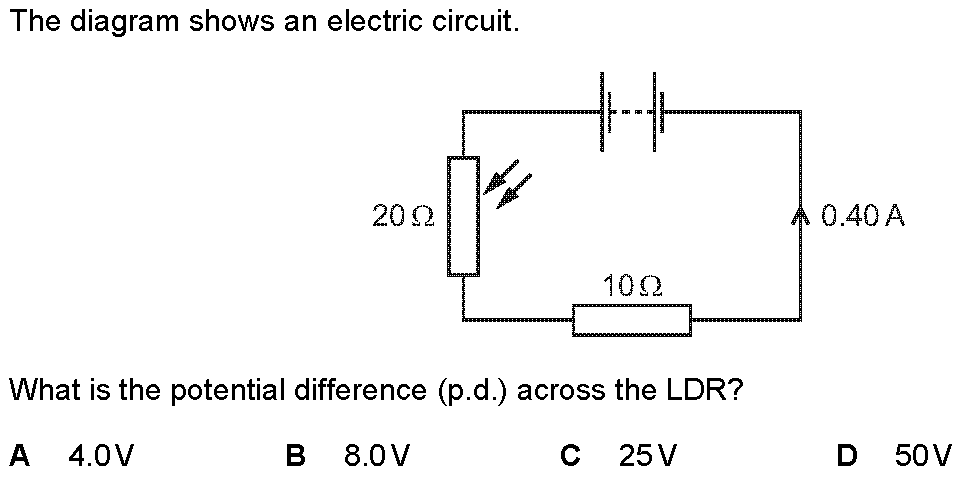 The diagram shows an electric circuit.
20 Ω
0.40 A
10 Ω
What is the potential difference (p.d.) across the LDR?
A 4.0 V B 8.0 V C 25 V D 50 V